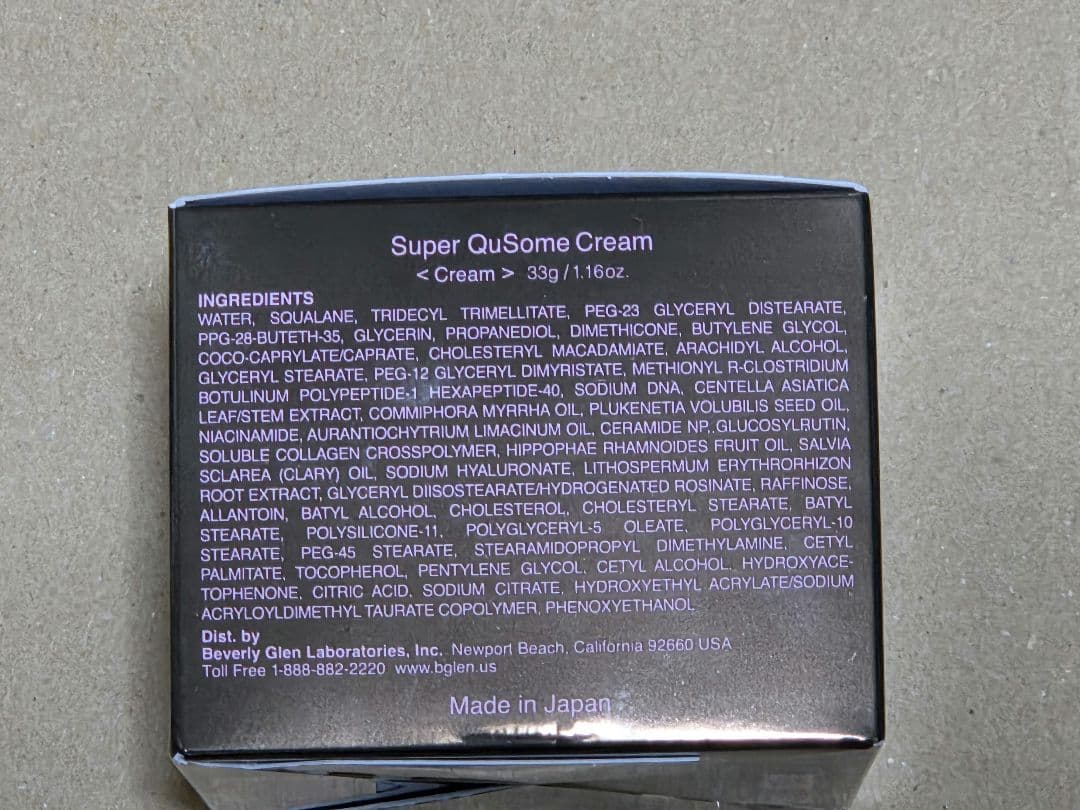 Super QuSome Cream
< Cream > 33g / 1.16oz.
INGREDIENTS
WATER, SQUALANE, TRIDECYL TRIMELLITATE, PEG-23 GLYCERYL DISTEARATE,
PPG-28-BUTETH-35, GLYCERIN, PROPANEDIOL, DIMETHICONE, BUTYLENE GLYCOL,
COCO-CAPRYLATE/CAPRATE, CHOLESTERYL MACADAMIATE, ARACHIDYL ALCOHOL,
GLYCERYL STEARATE, PEG-12 GLYCERYL DIMYRISTATE, METHIONYL R-CLOSTRIDIUM
BOTULINUM POLYPEPTIDE-1 HEXAPEPTIDE-40, SODIUM DNA, CENTELLA ASIATICA
LEAF/STEM EXTRACT, COMMIPHORA MYRRHA OIL, PLUKENETIA VOLUBILIS SEED OIL,
NIACINAMIDE, AURANTIOCHYTRIUM LIMACINUM OIL, CERAMIDE NP, GLUCOSYLRUTIN,
SOLUBLE COLLAGEN CROSSPOLYMER, HIPPOPHAE RHAMNOIDES FRUIT OIL, SALVIA
SCLAREA (CLARY) OIL, SODIUM HYALURONATE, LITHOSPERMUM ERYTHRORHIZON
ROOT EXTRACT, GLYCERYL DIISOSTEARATE/HYDROGENATED ROSINATE, RAFFINOSE,
ALLANTOIN, BATYL ALCOHOL, CHOLESTEROL, CHOLESTERYL STEARATE, BATYL
STEARATE, POLYSILICONE-11, POLYGLYCERYL-5 OLEATE, POLYGLYCERYL-10
STEARATE, PEG-45 STEARATE, STEARAMIDOPROPYL DIMETHYLAMINE, CETYL
PALMITATE, TOCOPHEROL, PENTYLENE GLYCOL, CETYL ALCOHOL, HYDROXYACE-
TOPHENONE, CITRIC ACID, SODIUM CITRATE, HYDROXYETHYL ACRYLATE/SODIUM
ACRYLOYLDIMETHYL TAURATE COPOLYMER, PHENOXYETHANOL
Dist. by
Beverly Glen Laboratories, Inc. Newport Beach, California 92660 USA
Toll Free 1-888-882-2220 www.bglen.us
Made in Japan